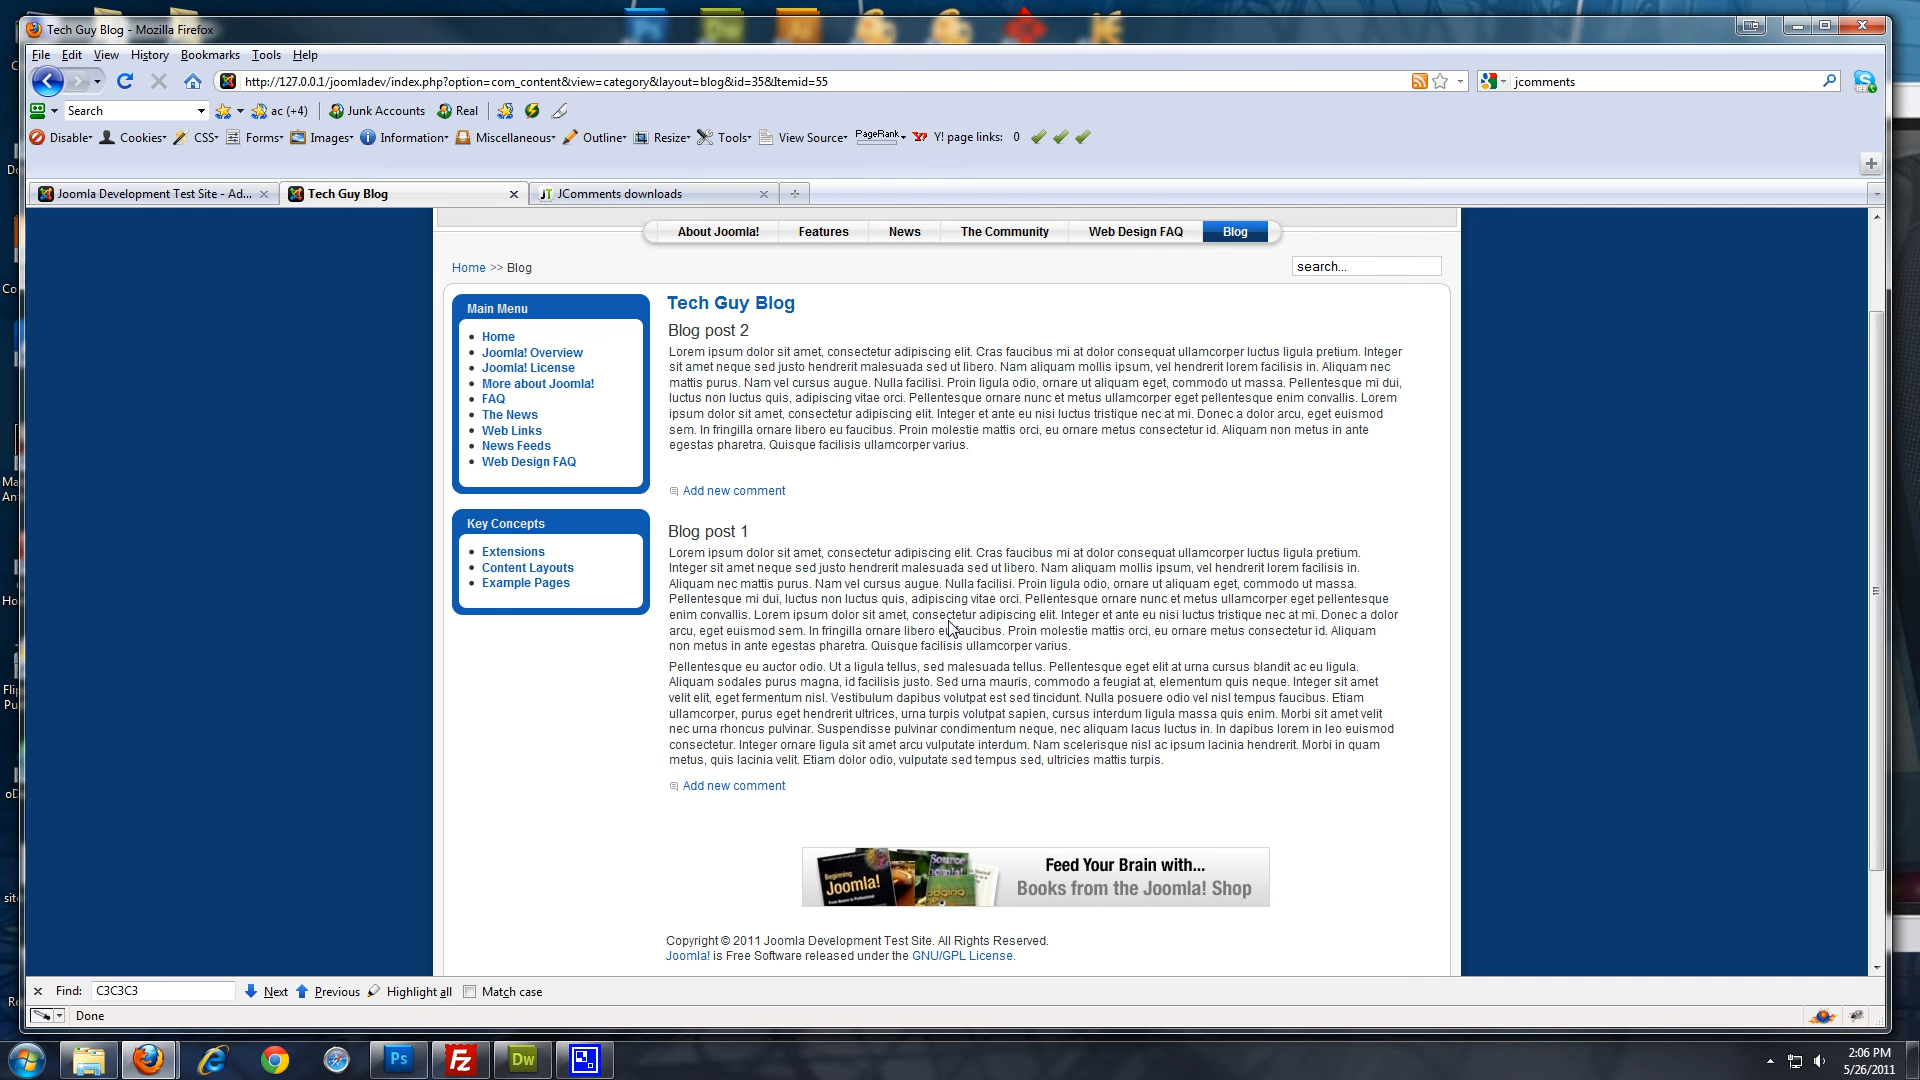 Tech Guy Blog - Mozilla Firefox
File Edit View History Bookmarks Tools Help
http://127.0.0.1/joomladev/index.php?option=com_content&view=category&layout=blog&id=35&Itemid=55
jcomments
Search ac (+4) Junk Accounts Real
Disable Cookies CSS Forms Images Information Miscellaneous Outline Resize Tools View Source PageRank Y! page links: 0
Joomla Development Test Site - Ad... Tech Guy Blog JComments downloads
About Joomla! Features News The Community Web Design FAQ Blog
Home >> Blog
search...
Main Menu
Home
Joomla! Overview
Joomla! License
More about Joomla!
FAQ
The News
Web Links
News Feeds
Web Design FAQ
Key Concepts
Extensions
Content Layouts
Example Pages
Tech Guy Blog
Blog post 2
Lorem ipsum dolor sit amet, consectetur adipiscing elit. Cras faucibus mi at dolor consequat ullamcorper luctus ligula pretium. Integer
sit amet neque sed justo hendrerit malesuada sed ut libero. Nam aliquam mollis ipsum, vel hendrerit lorem facilisis in. Aliquam nec
mattis purus. Nam vel cursus augue. Nulla facilisi. Proin ligula odio, ornare ut aliquam eget, commodo ut massa. Pellentesque mi dui,
luctus non luctus quis, adipiscing vitae orci. Pellentesque ornare nunc et metus ullamcorper eget pellentesque enim convallis. Lorem
ipsum dolor sit amet, consectetur adipiscing elit. Integer et ante eu nisi luctus tristique nec at mi. Donec a dolor arcu, eget euismod
sem. In fringilla ornare libero eu faucibus. Proin molestie mattis orci, eu ornare metus consectetur id. Aliquam non metus in ante
egestas pharetra. Quisque facilisis ullamcorper varius.
Add new comment
Blog post 1
Lorem ipsum dolor sit amet, consectetur adipiscing elit. Cras faucibus mi at dolor consequat ullamcorper luctus ligula pretium.
Integer sit amet neque sed justo hendrerit malesuada sed ut libero. Nam aliquam mollis ipsum, vel hendrerit lorem facilisis in.
Aliquam nec mattis purus. Nam vel cursus augue. Nulla facilisi. Proin ligula odio, ornare ut aliquam eget, commodo ut massa.
Pellentesque mi dui, luctus non luctus quis, adipiscing vitae orci. Pellentesque ornare nunc et metus ullamcorper eget pellentesque
enim convallis. Lorem ipsum dolor sit amet, consectetur adipiscing elit. Integer et ante eu nisi luctus tristique nec at mi. Donec a dolor
arcu, eget euismod sem. In fringilla ornare libero eu faucibus. Proin molestie mattis orci, eu ornare metus consectetur id. Aliquam
non metus in ante egestas pharetra. Quisque facilisis ullamcorper varius.
Pellentesque eu auctor odio. Ut a ligula tellus, sed malesuada tellus. Pellentesque eget elit at urna cursus blandit ac eu ligula.
Aliquam sodales purus magna, id facilisis justo. Sed urna mauris, commodo a feugiat at, elementum quis neque. Integer sit amet
velit elit, eget fermentum nisl. Vestibulum dapibus volutpat est sed tincidunt. Nulla posuere odio vel nisl tempus faucibus. Etiam
ullamcorper, purus eget hendrerit ultrices, urna turpis volutpat sapien, cursus interdum ligula massa quis enim. Morbi sit amet velit
nec urna rhoncus pulvinar. Suspendisse pulvinar condimentum neque, nec aliquam lacus luctus in. In dapibus lorem in leo euismod
consectetur. Integer ornare ligula sit amet arcu vulputate interdum. Nam scelerisque nisl ac ipsum lacinia hendrerit. Morbi in quam
metus, quis lacinia velit. Etiam dolor odio, vulputate sed tempus sed, ultricies mattis turpis.
Add new comment
Beginning Joomla!
Feed Your Brain with...
Books from the Joomla! Shop
Copyright © 2011 Joomla Development Test Site. All Rights Reserved.
Joomla! is Free Software released under the GNU/GPL License.
Find: C3C3C3 Next Previous Highlight all Match case
Done
Ps Fz Dw
2:06 PM
5/26/2011